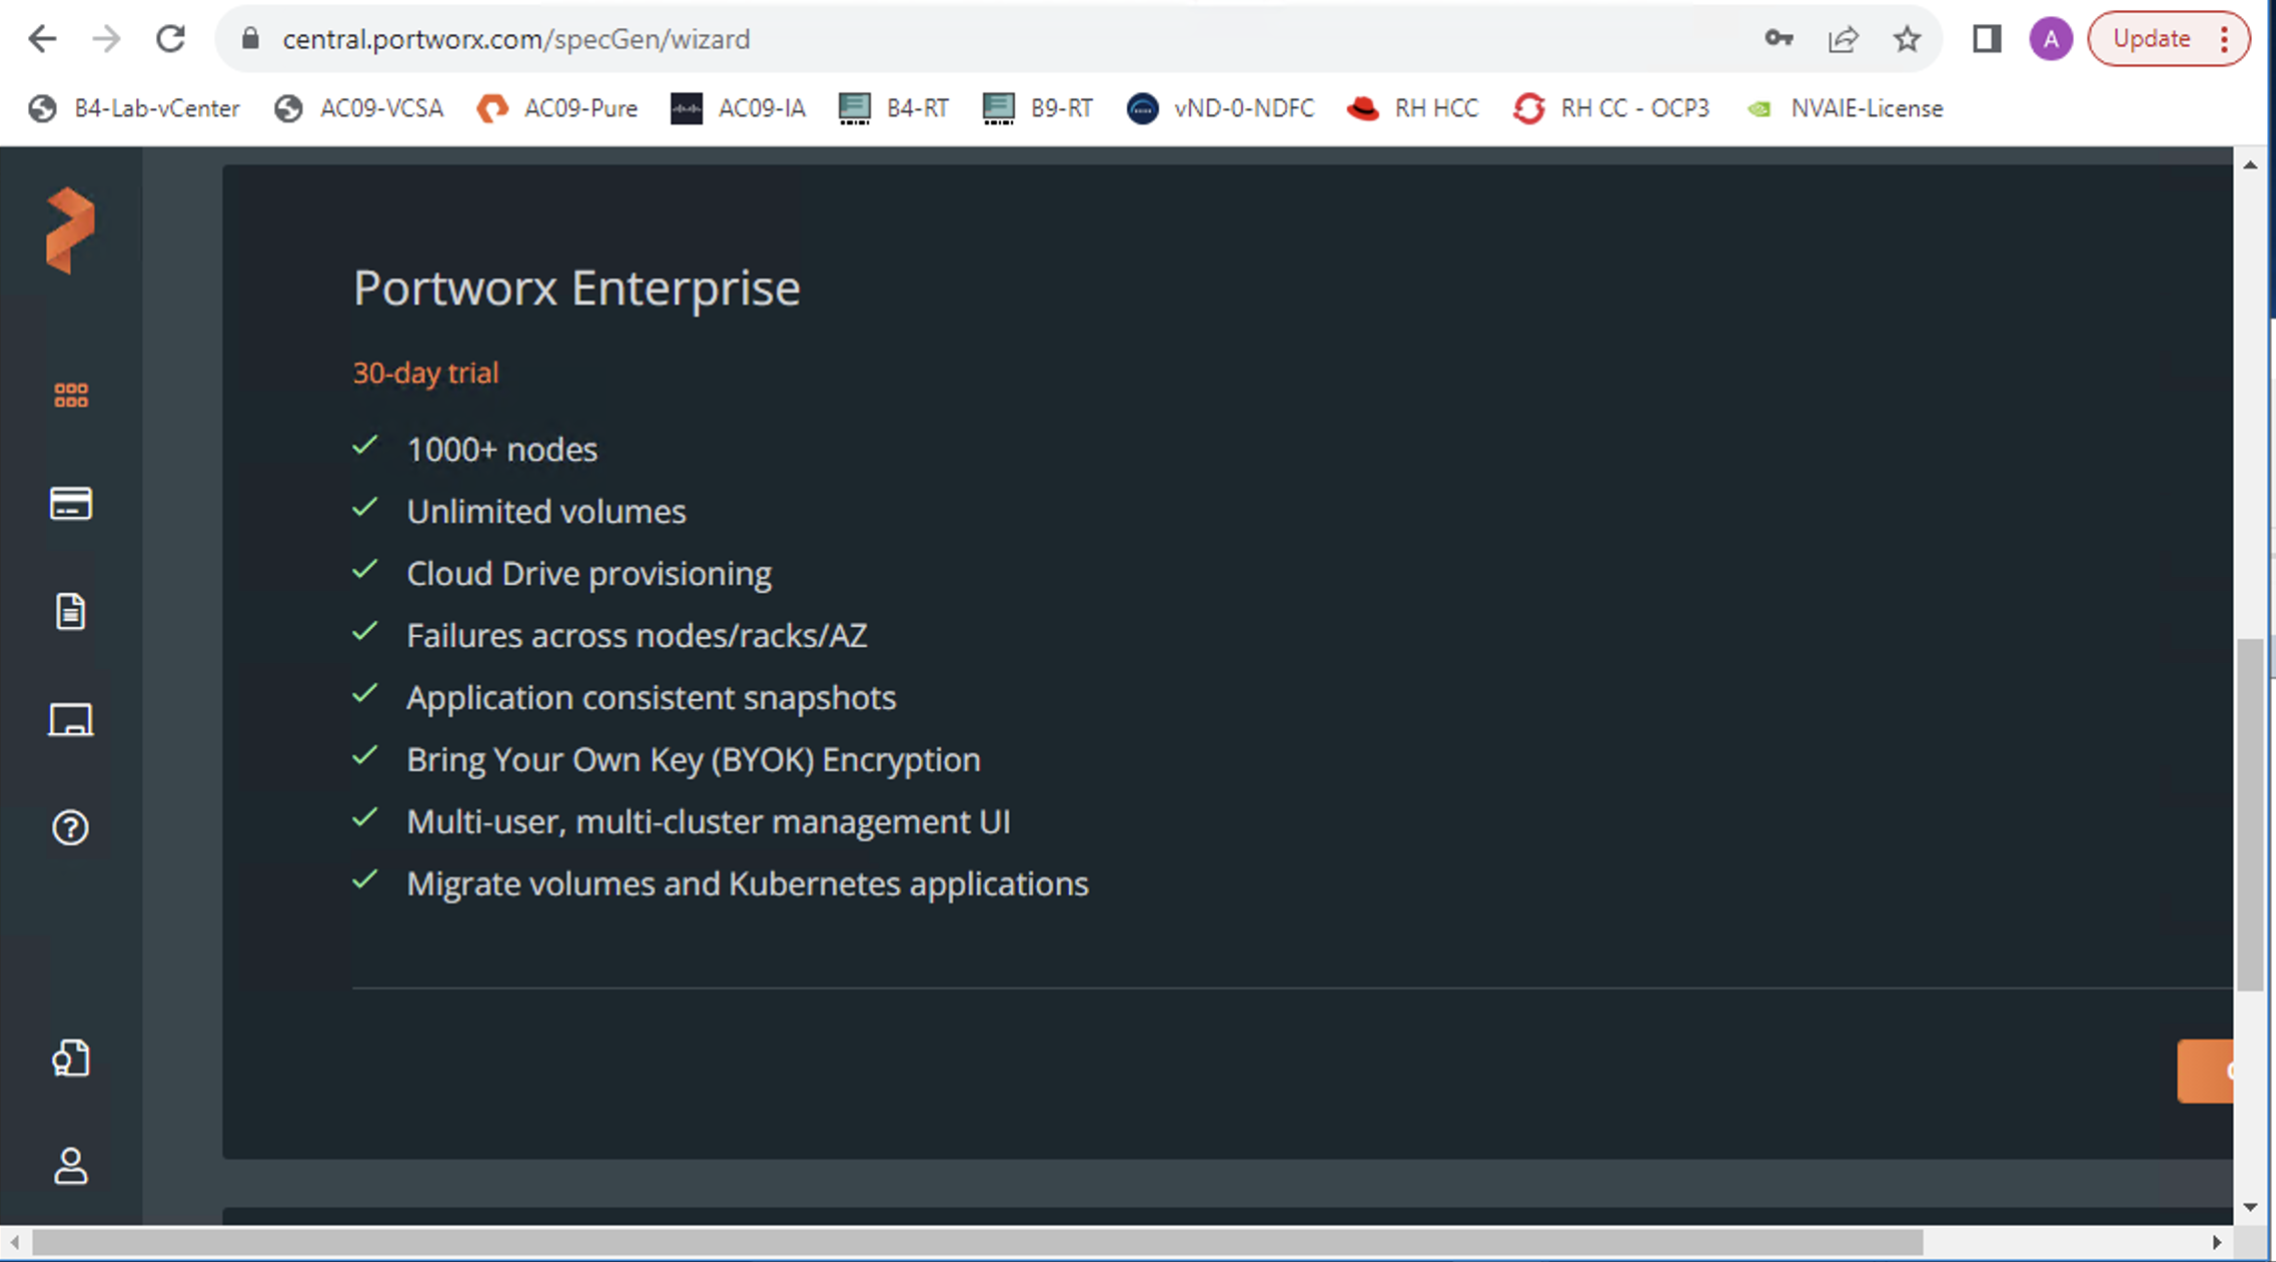 central.portworx.com/specGen/wizard
A
Update
B4-Lab-vCenter
AC09-VCSA
AC09-Pure
AC09-IA
B4-RT
B9-RT
vND-0-NDFC
RH HCC
RH CC - OCP3
NVAIE-License
Portworx Enterprise
30-day trial
1000+ nodes
Unlimited volumes
Cloud Drive provisioning
Failures across nodes/racks/AZ
Application consistent snapshots
Bring Your Own Key (BYOK) Encryption
Multi-user, multi-cluster management UI
Migrate volumes and Kubernetes applications